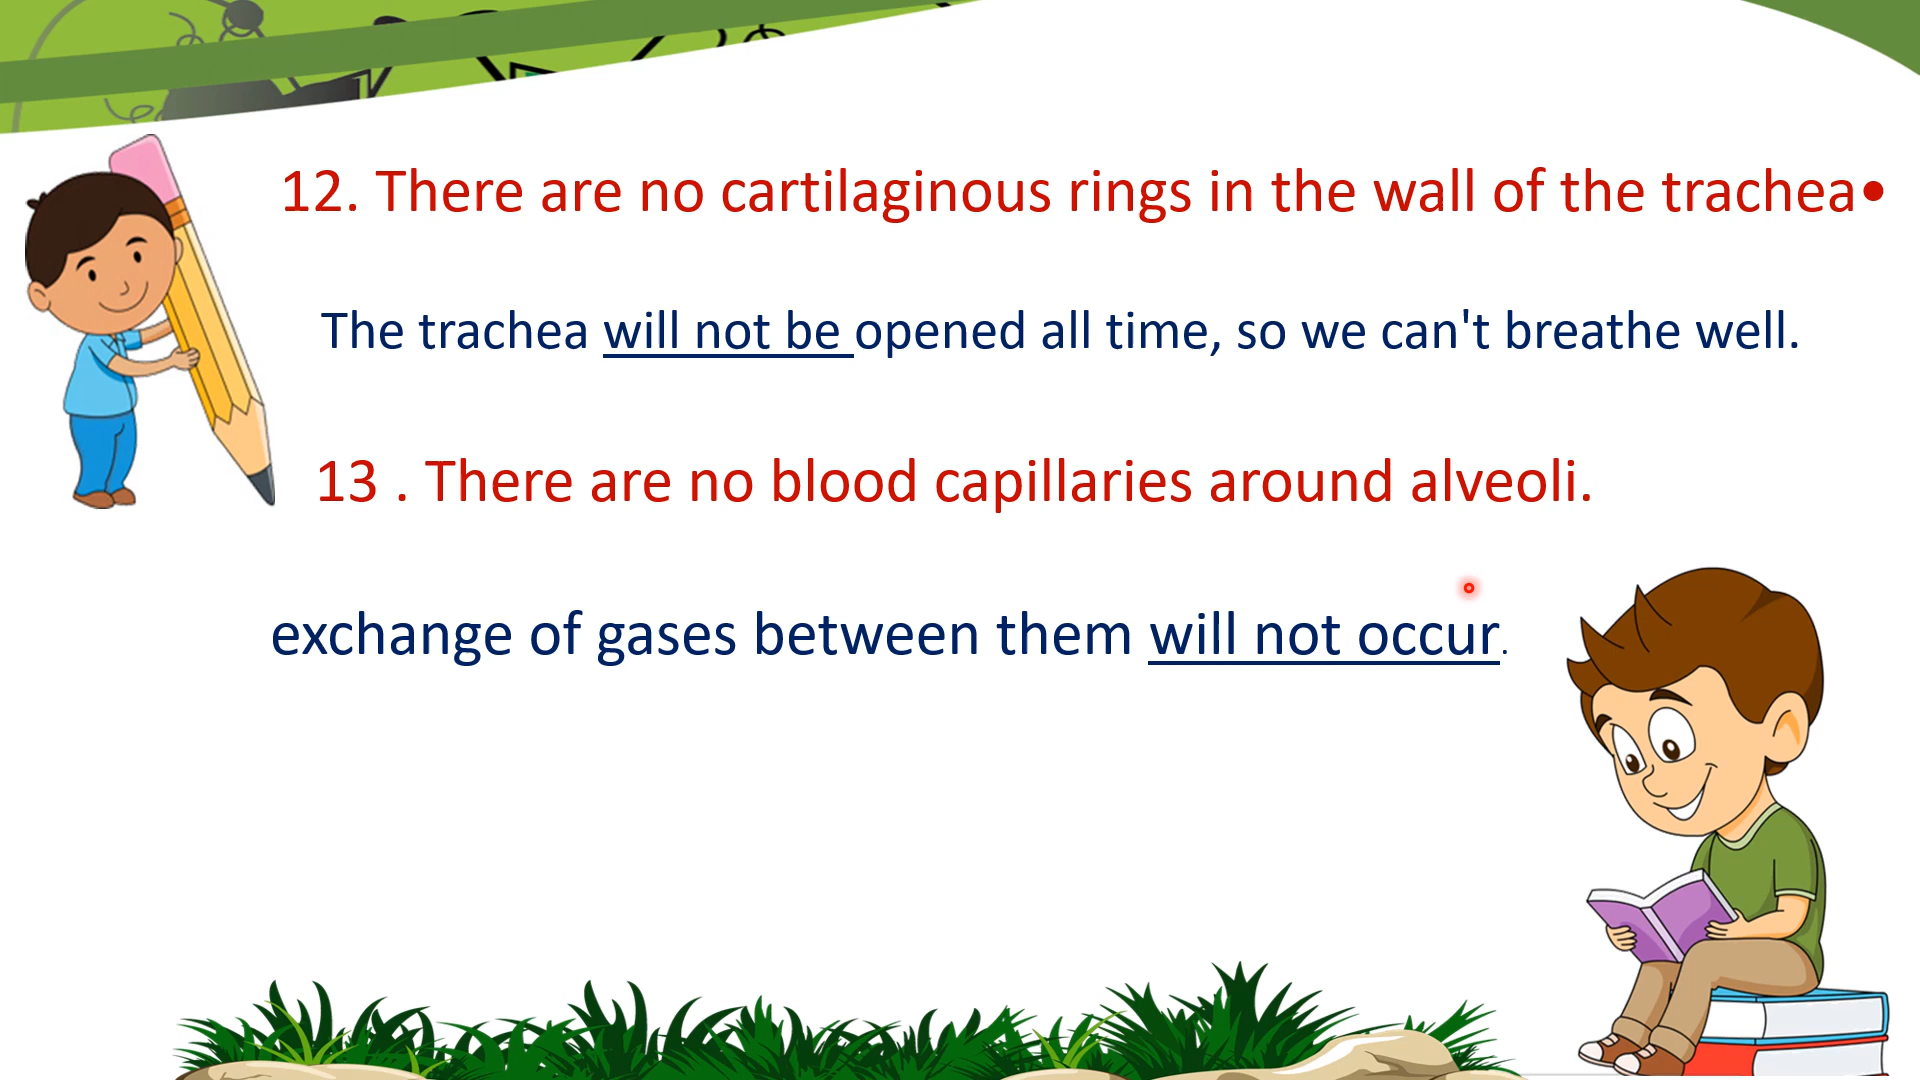 12. There are no cartilaginous rings in the wall of the trachea•
The trachea will not be opened all time, so we can't breathe well.
13 . There are no blood capillaries around alveoli.
exchange of gases between them will not occur.